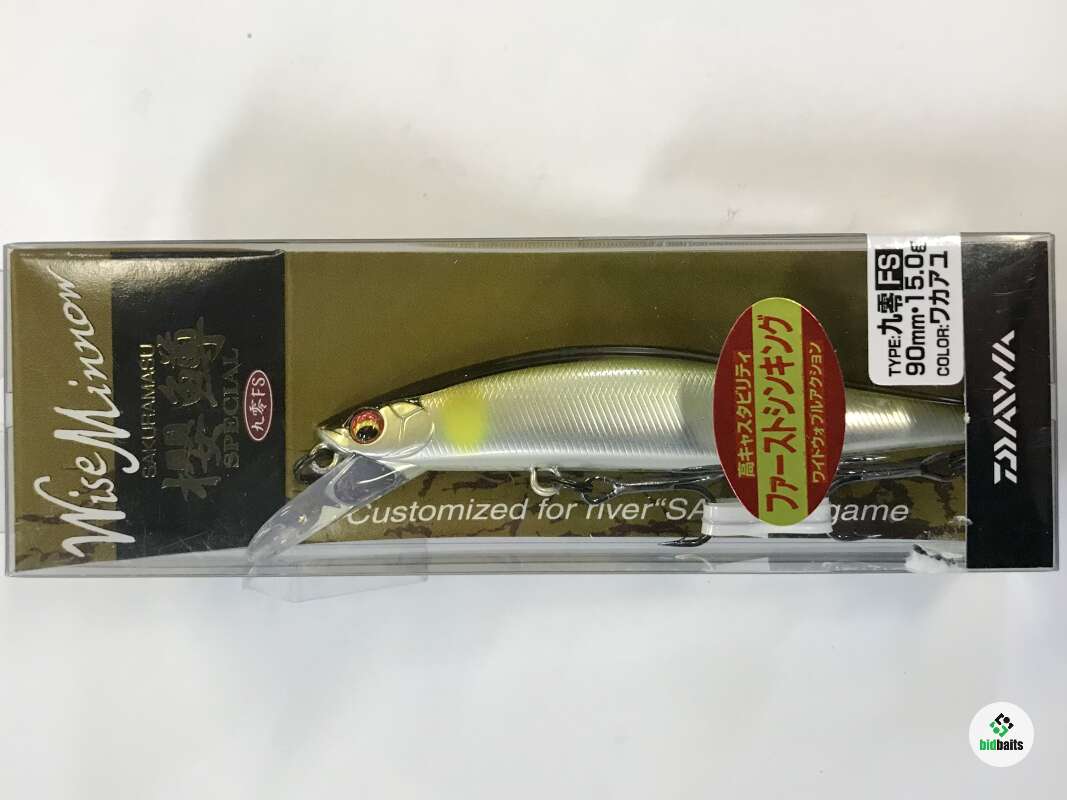 Wise Minnow
SAKURAMASU
桜鱒
SPECIAL
九零FS
高キャスタビリティ
ファーストシンキング
ワイドウォブルアクション
Customized for river “SA game
TYPE:九零FS
90mm•15.0g
COLOR:ワカアユ
DAIWA
bidbaits